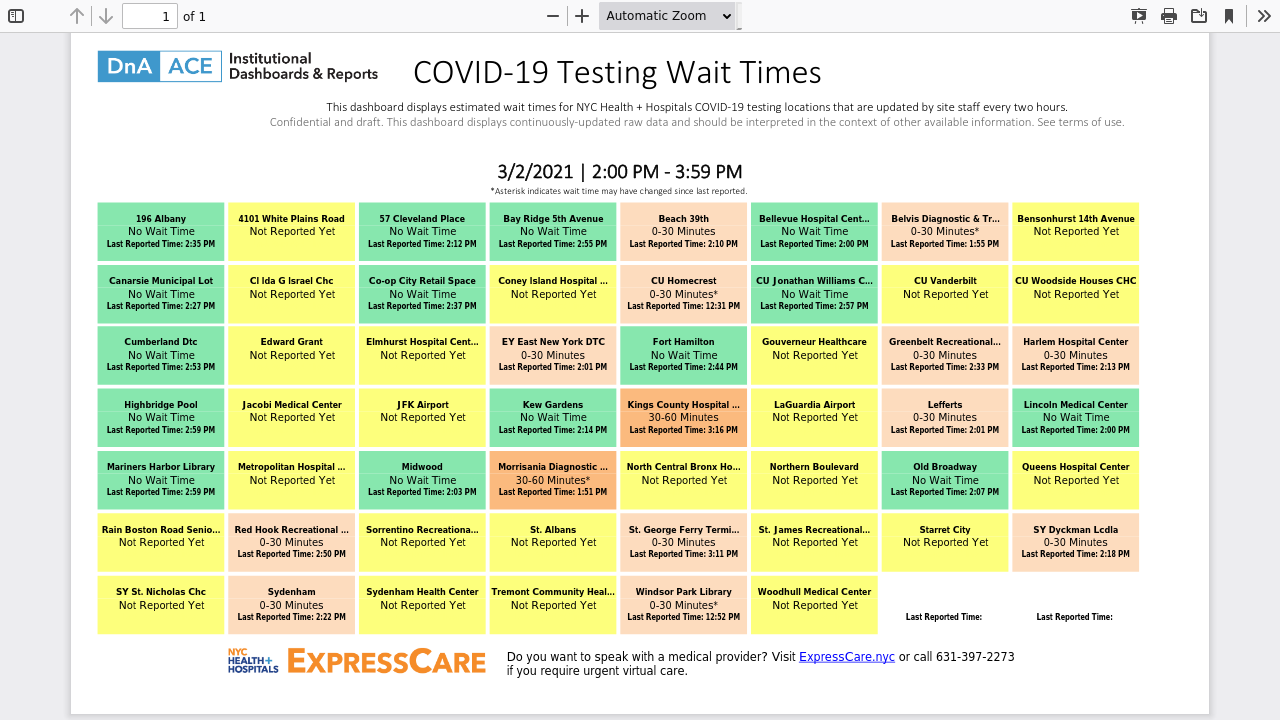 1 of 1 Automatic Zoom
DnA ACE Institutional
Dashboards & Reports
COVID-19 Testing Wait Times
This dashboard displays estimated wait times for NYC Health + Hospitals COVID-19 testing locations that are updated by site staff every two hours.
Confidential and draft. This dashboard displays continuously-updated raw data and should be interpreted in the context of other available information. See terms of use.
3/2/2021 | 2:00 PM - 3:59 PM
*Asterisk indicates wait time may have changed since last reported.
196 Albany
No Wait Time
Last Reported Time: 2:35 PM
4101 White Plains Road
Not Reported Yet
57 Cleveland Place
No Wait Time
Last Reported Time: 2:12 PM
Bay Ridge 5th Avenue
No Wait Time
Last Reported Time: 2:55 PM
Beach 39th
0-30 Minutes
Last Reported Time: 2:10 PM
Bellevue Hospital Cent...
No Wait Time
Last Reported Time: 2:00 PM
Belvis Diagnostic & Tr...
0-30 Minutes*
Last Reported Time: 1:55 PM
Bensonhurst 14th Avenue
Not Reported Yet
Canarsie Municipal Lot
No Wait Time
Last Reported Time: 2:27 PM
Cl Ida G Israel Chc
Not Reported Yet
Co-op City Retail Space
No Wait Time
Last Reported Time: 2:37 PM
Coney Island Hospital ...
Not Reported Yet
CU Homecrest
0-30 Minutes*
Last Reported Time: 12:31 PM
CU Jonathan Williams C...
No Wait Time
Last Reported Time: 2:57 PM
CU Vanderbilt
Not Reported Yet
CU Woodside Houses CHC
Not Reported Yet
Cumberland Dtc
No Wait Time
Last Reported Time: 2:53 PM
Edward Grant
Not Reported Yet
Elmhurst Hospital Cent...
Not Reported Yet
EY East New York DTC
0-30 Minutes
Last Reported Time: 2:01 PM
Fort Hamilton
No Wait Time
Last Reported Time: 2:44 PM
Gouverneur Healthcare
Not Reported Yet
Greenbelt Recreational...
0-30 Minutes
Last Reported Time: 2:33 PM
Harlem Hospital Center
0-30 Minutes
Last Reported Time: 2:13 PM
Highbridge Pool
No Wait Time
Last Reported Time: 2:59 PM
Jacobi Medical Center
Not Reported Yet
JFK Airport
Not Reported Yet
Kew Gardens
No Wait Time
Last Reported Time: 2:14 PM
Kings County Hospital ...
30-60 Minutes
Last Reported Time: 3:16 PM
LaGuardia Airport
Not Reported Yet
Lefferts
0-30 Minutes
Last Reported Time: 2:01 PM
Lincoln Medical Center
No Wait Time
Last Reported Time: 2:00 PM
Mariners Harbor Library
No Wait Time
Last Reported Time: 2:59 PM
Metropolitan Hospital ...
Not Reported Yet
Midwood
No Wait Time
Last Reported Time: 2:03 PM
Morrisania Diagnostic ...
30-60 Minutes*
Last Reported Time: 1:51 PM
North Central Bronx Ho...
Not Reported Yet
Northern Boulevard
Not Reported Yet
Old Broadway
No Wait Time
Last Reported Time: 2:07 PM
Queens Hospital Center
Not Reported Yet
Rain Boston Road Senio...
Not Reported Yet
Red Hook Recreational ...
0-30 Minutes
Last Reported Time: 2:50 PM
Sorrentino Recreationa...
Not Reported Yet
St. Albans
Not Reported Yet
St. George Ferry Termi...
0-30 Minutes
Last Reported Time: 3:11 PM
St. James Recreational...
Not Reported Yet
Starret City
Not Reported Yet
SY Dyckman Lcdla
0-30 Minutes
Last Reported Time: 2:18 PM
SY St. Nicholas Chc
Not Reported Yet
Sydenham
0-30 Minutes
Last Reported Time: 2:22 PM
Sydenham Health Center
Not Reported Yet
Tremont Community Heal...
Not Reported Yet
Windsor Park Library
0-30 Minutes*
Last Reported Time: 12:52 PM
Woodhull Medical Center
Not Reported Yet
Last Reported Time:
Last Reported Time:
NYC
HEALTH+
HOSPITALS
EXPRESSCARE
Do you want to speak with a medical provider? Visit ExpressCare.nyc or call 631-397-2273
if you require urgent virtual care.